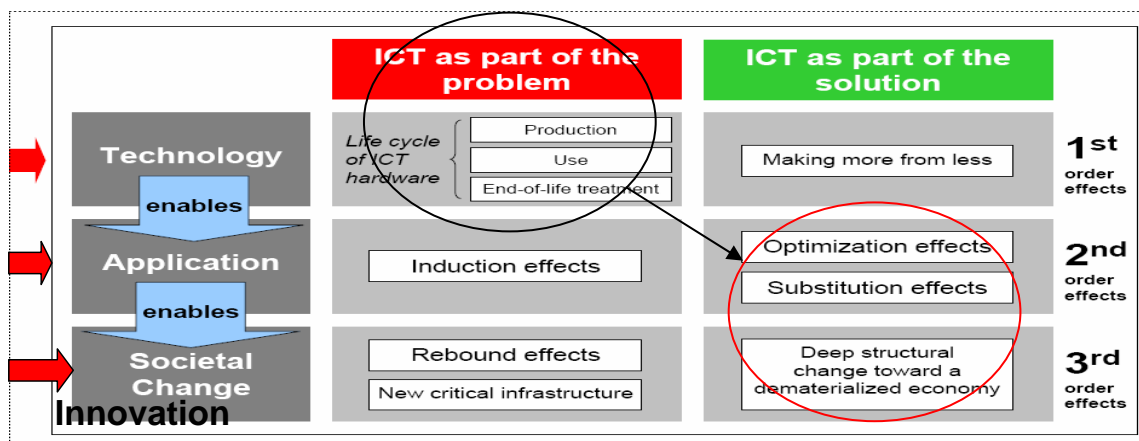 ICT as part of the
problem
ICT as part of the
solution
Technology
Life cycle
of ICT
hardware
Production
Use
End-of-life treatment
Making more from less
1st
order
effects
enables
Application
Induction effects
Optimization effects
Substitution effects
2nd
order
effects
enables
Societal
Change
Rebound effects
New critical infrastructure
Deep structural
change toward a
dematerialized economy
3rd
order
effects
Innovation